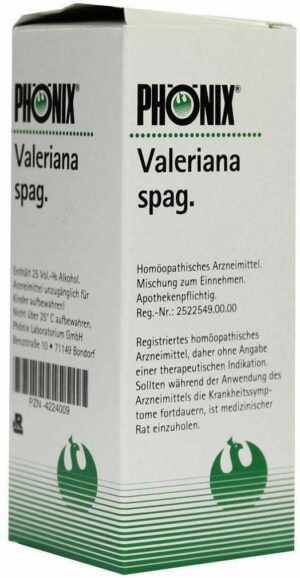 PHÖNIX®
Valeriana
spag.
Enthält 25 Vol.-% Alkohol.
Arzneimittel unzugänglich für
Kinder aufbewahren!
Nicht über 25° C aufbewahren.
Phönix Laboratorium GmbH
Benzstraße 10 • 71149 Bondorf
PZN -4224009
PHÖNIX®
Valeriana
spag.
Homöopathisches Arzneimittel.
Mischung zum Einnehmen.
Apothekenpflichtig.
Reg.-Nr.: 2522549.00.00
Registriertes homöopathisches
Arzneimittel, daher ohne Angabe
einer therapeutischen Indikation.
Sollten während der Anwendung des
Arzneimittels die Krankheitssymp-
tome fortdauern, ist medizinischer
Rat einzuholen.